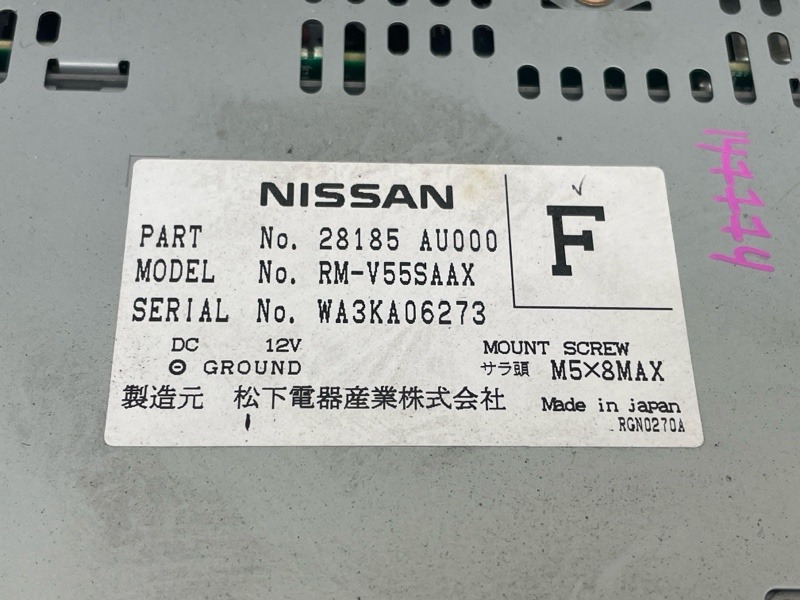 NISSAN
F
PART No. 28185 AU000
MODEL No. RM-V55SAAX
SERIAL No. WA3KA06273
DC 12V
⊖ GROUND
MOUNT SCREW
サラ頭 M5×8MAX
製造元 松下電器産業株式会社
Made in japan
RGN0270A